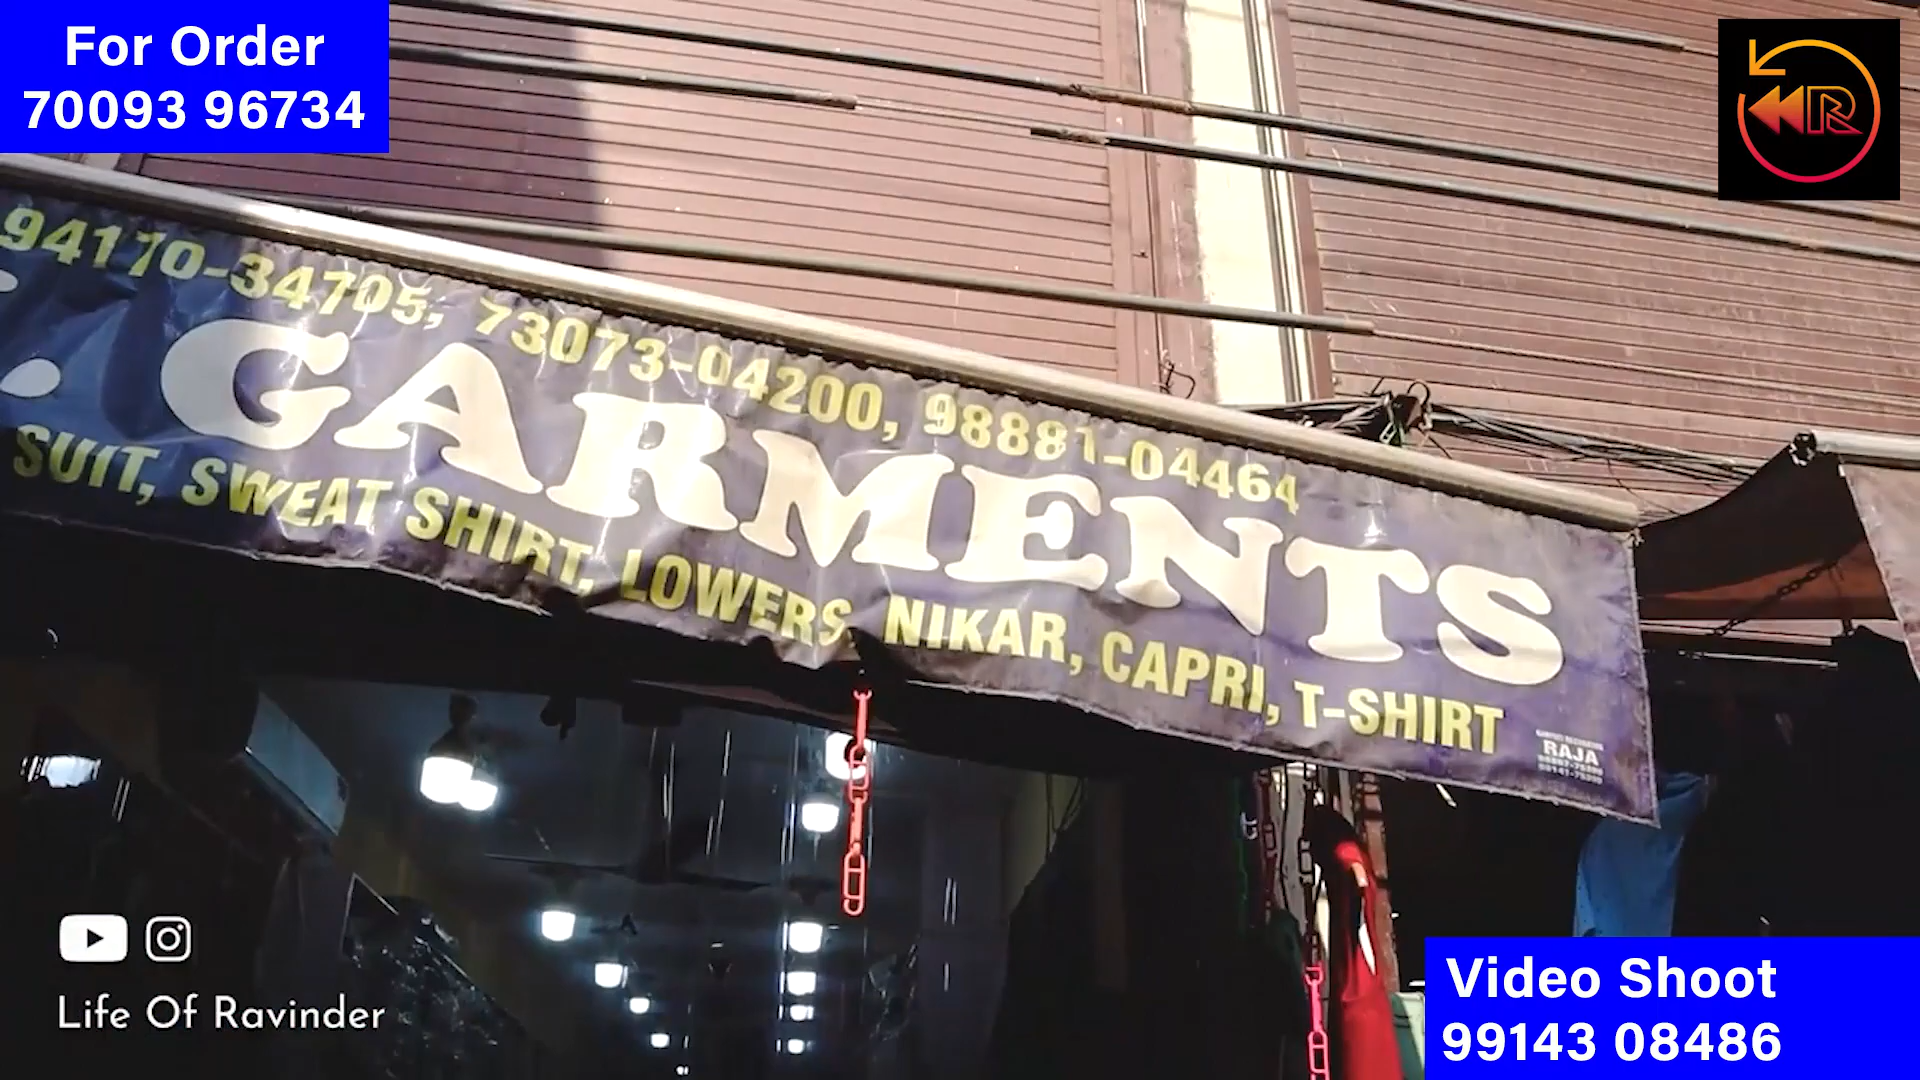 For Order
70093 96734
94170-34705, 73073-04200, 98881-04464
GARMENTS
SUIT, SWEAT SHIRT, LOWERS, NIKAR, CAPRI, T-SHIRT
RAJA
Life Of Ravinder
Video Shoot
99143 08486